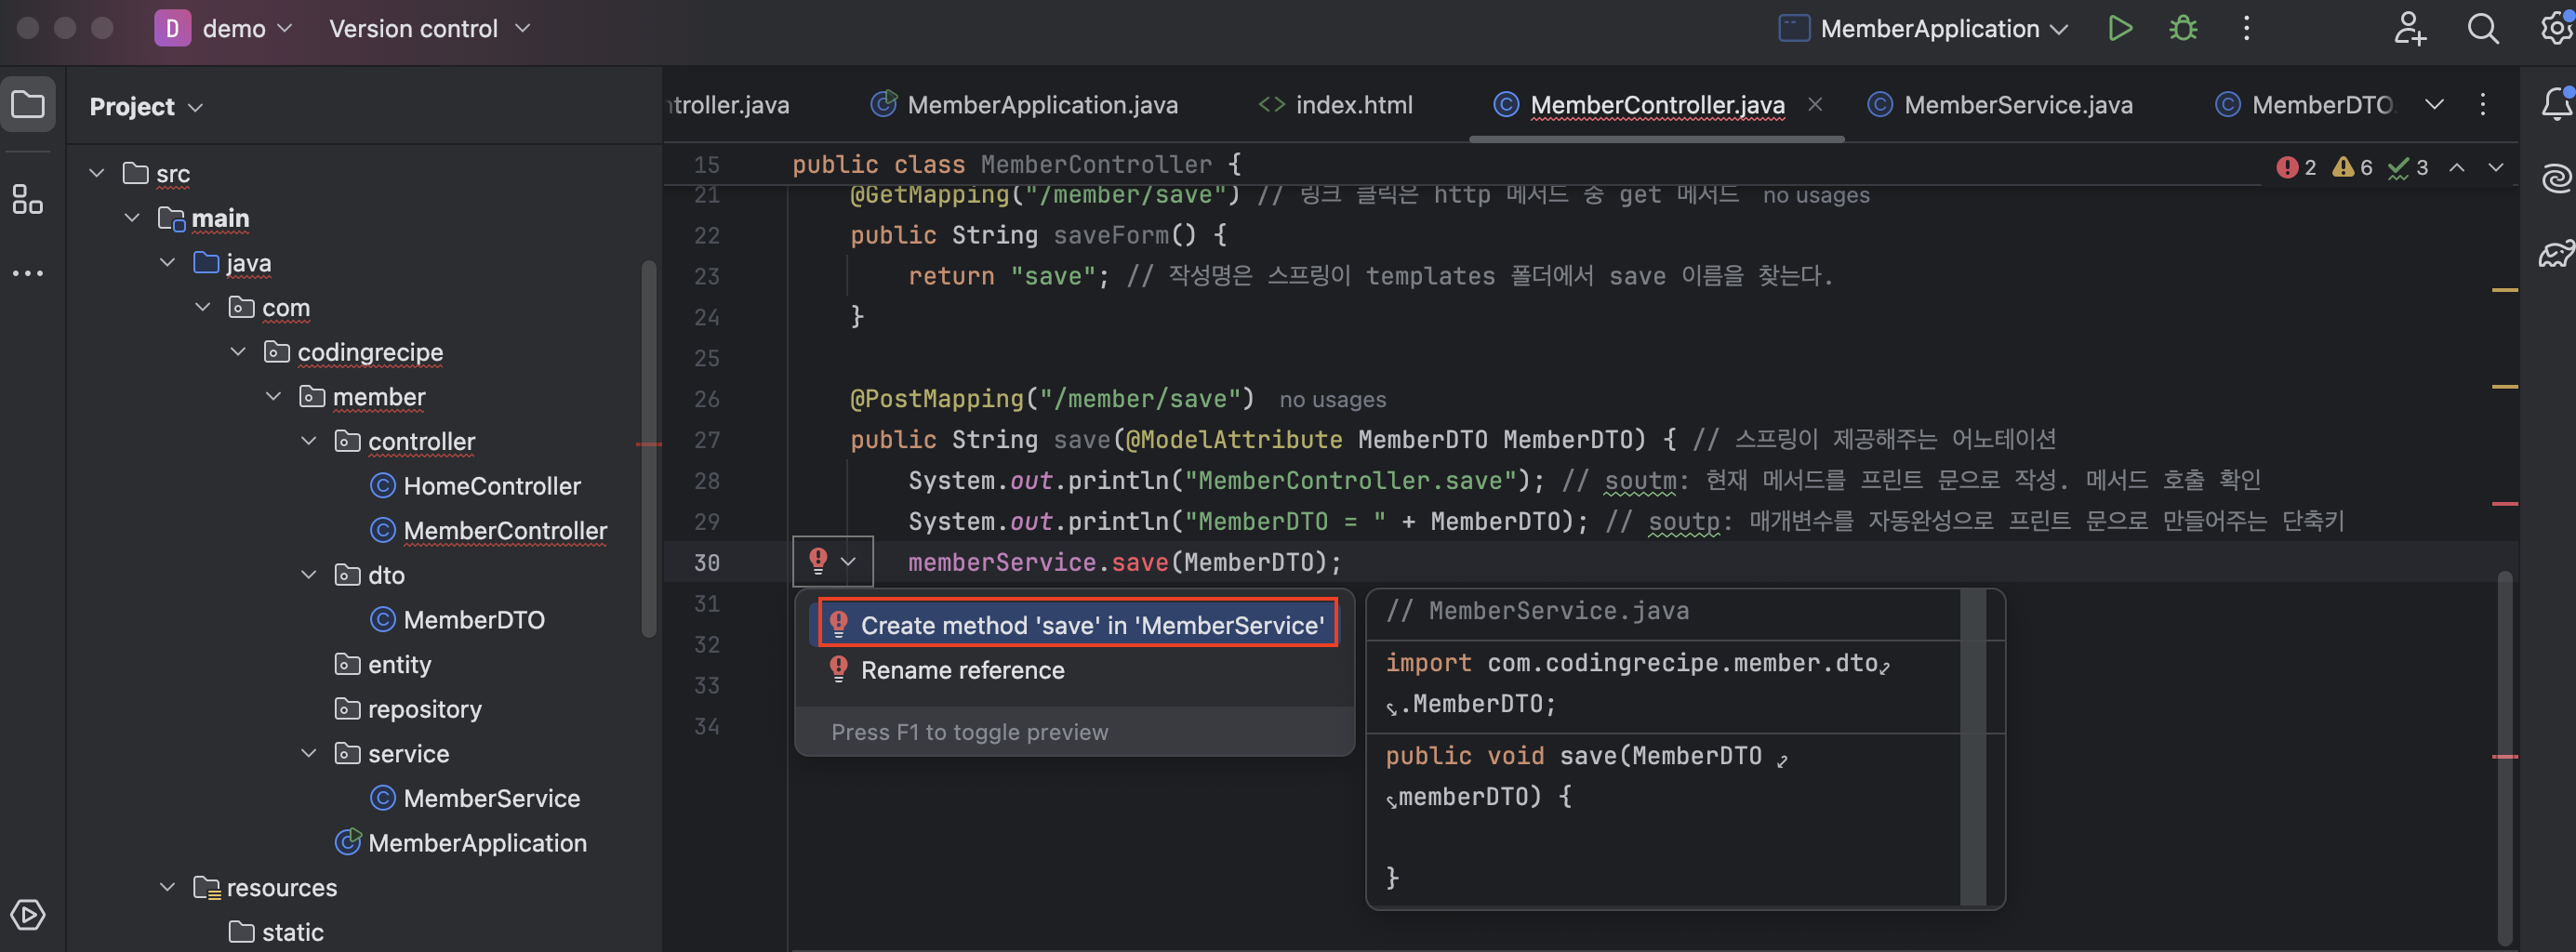 D demo Version control MemberApplication
Project
ntroller.java MemberApplication.java index.html MemberController.java MemberService.java MemberDTO.
src
main
java
com
codingrecipe
member
controller
HomeController
MemberController
dto
MemberDTO
entity
repository
service
MemberService
MemberApplication
resources
static
15 public class MemberController {
2 6 3
21 @GetMapping("/member/save") // 링크 클릭은 http 메서드 중 get 메서드 no usages
22 public String saveForm() {
23 return "save"; // 작성명은 스프링이 templates 폴더에서 save 이름을 찾는다.
24 }
25
26 @PostMapping("/member/save") no usages
27 public String save(@ModelAttribute MemberDTO MemberDTO) { // 스프링이 제공해주는 어노테이션
28 System.out.println("MemberController.save"); // soutm: 현재 메서드를 프린트 문으로 작성. 메서드 호출 확인
29 System.out.println("MemberDTO = " + MemberDTO); // soutp: 매개변수를 자동완성으로 프린트 문으로 만들어주는 단축키
30 memberService.save(MemberDTO);
31
32
33
34
Create method 'save' in 'MemberService'
Rename reference
Press F1 to toggle preview
// MemberService.java
import com.codingrecipe.member.dto
.MemberDTO;
public void save(MemberDTO
memberDTO) {
}